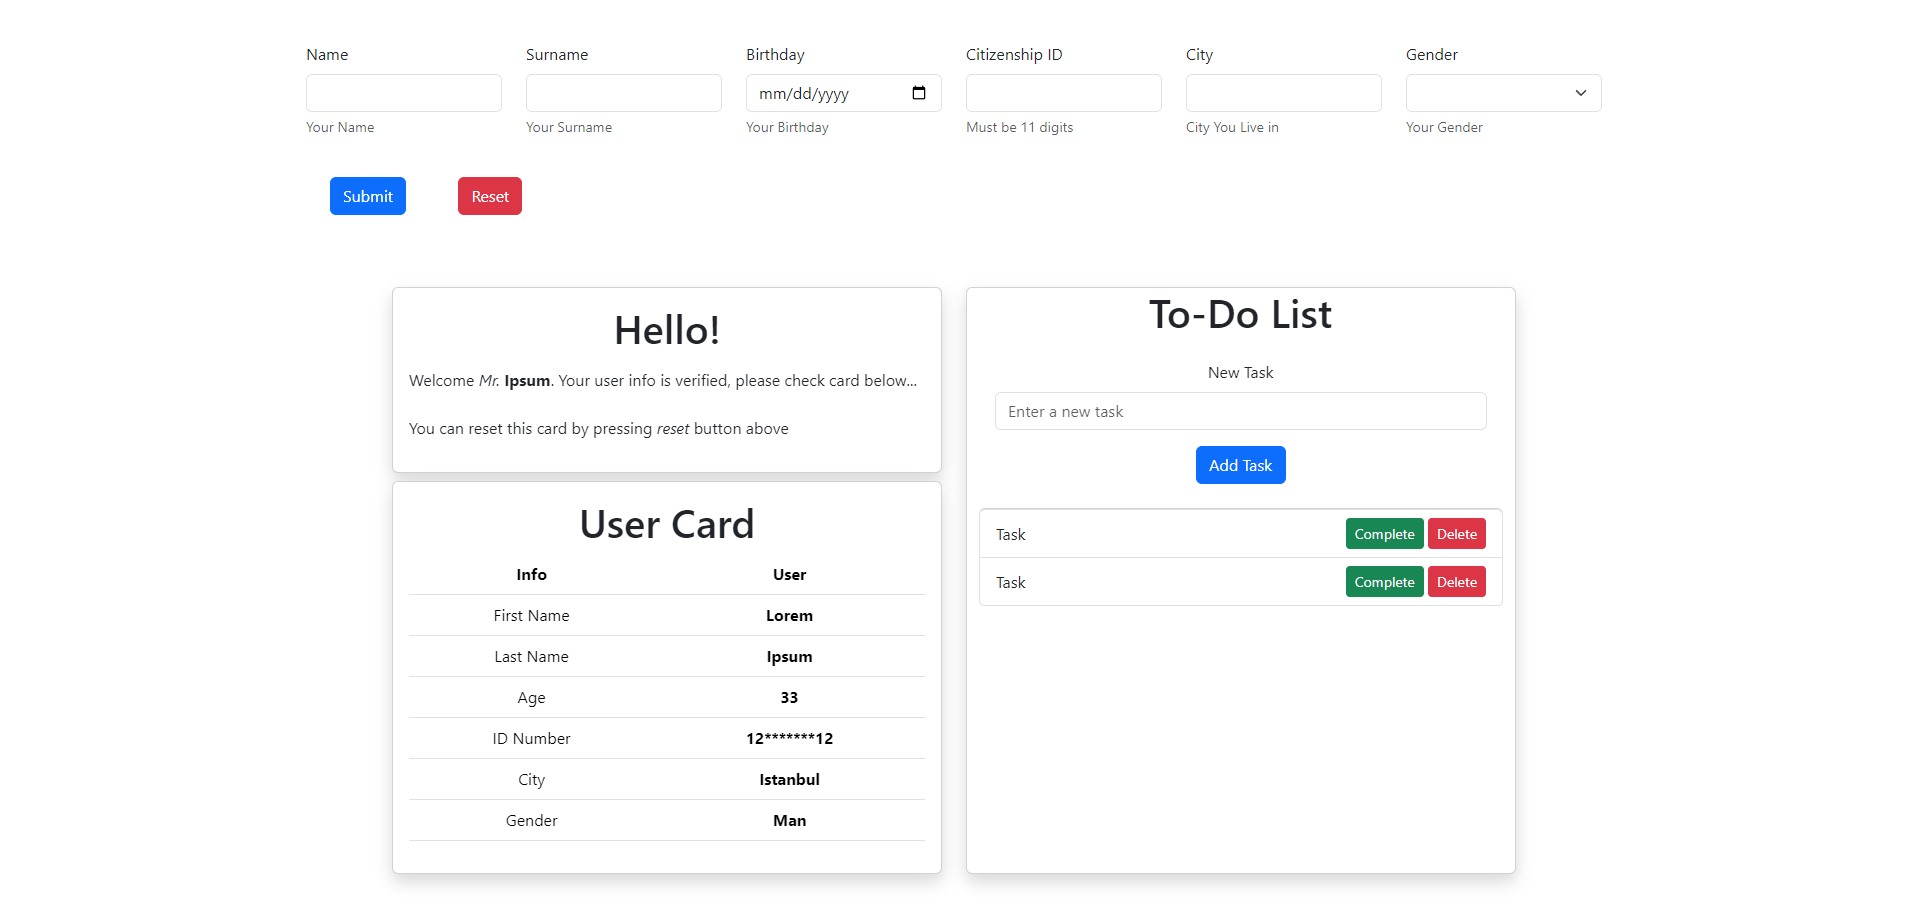 Name Surname Birthday Citizenship ID City Gender
mm/dd/yyyy
Your Name Your Surname Your Birthday Must be 11 digits City You Live in Your Gender
Submit Reset
Hello!
Welcome Mr. Ipsum. Your user info is verified, please check card below...
You can reset this card by pressing reset button above
User Card
Info User
First Name Lorem
Last Name Ipsum
Age 33
ID Number 12*******12
City Istanbul
Gender Man
To-Do List
New Task
Enter a new task
Add Task
Task Complete Delete
Task Complete Delete